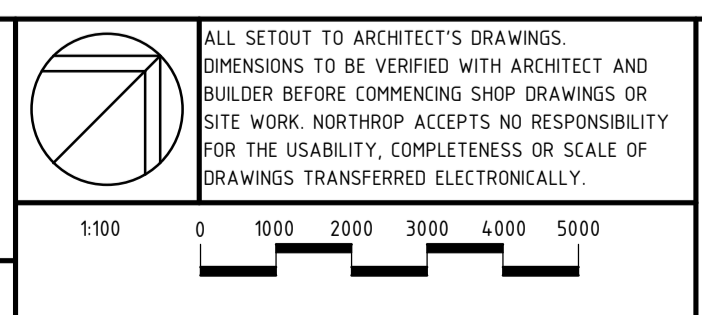 ALL SETOUT TO ARCHITECT'S DRAWINGS.
DIMENSIONS TO BE VERIFIED WITH ARCHITECT AND
BUILDER BEFORE COMMENCING SHOP DRAWINGS OR
SITE WORK. NORTHROP ACCEPTS NO RESPONSIBILITY
FOR THE USABILITY, COMPLETENESS OR SCALE OF
DRAWINGS TRANSFERRED ELECTRONICALLY.
1:100 0 1000 2000 3000 4000 5000